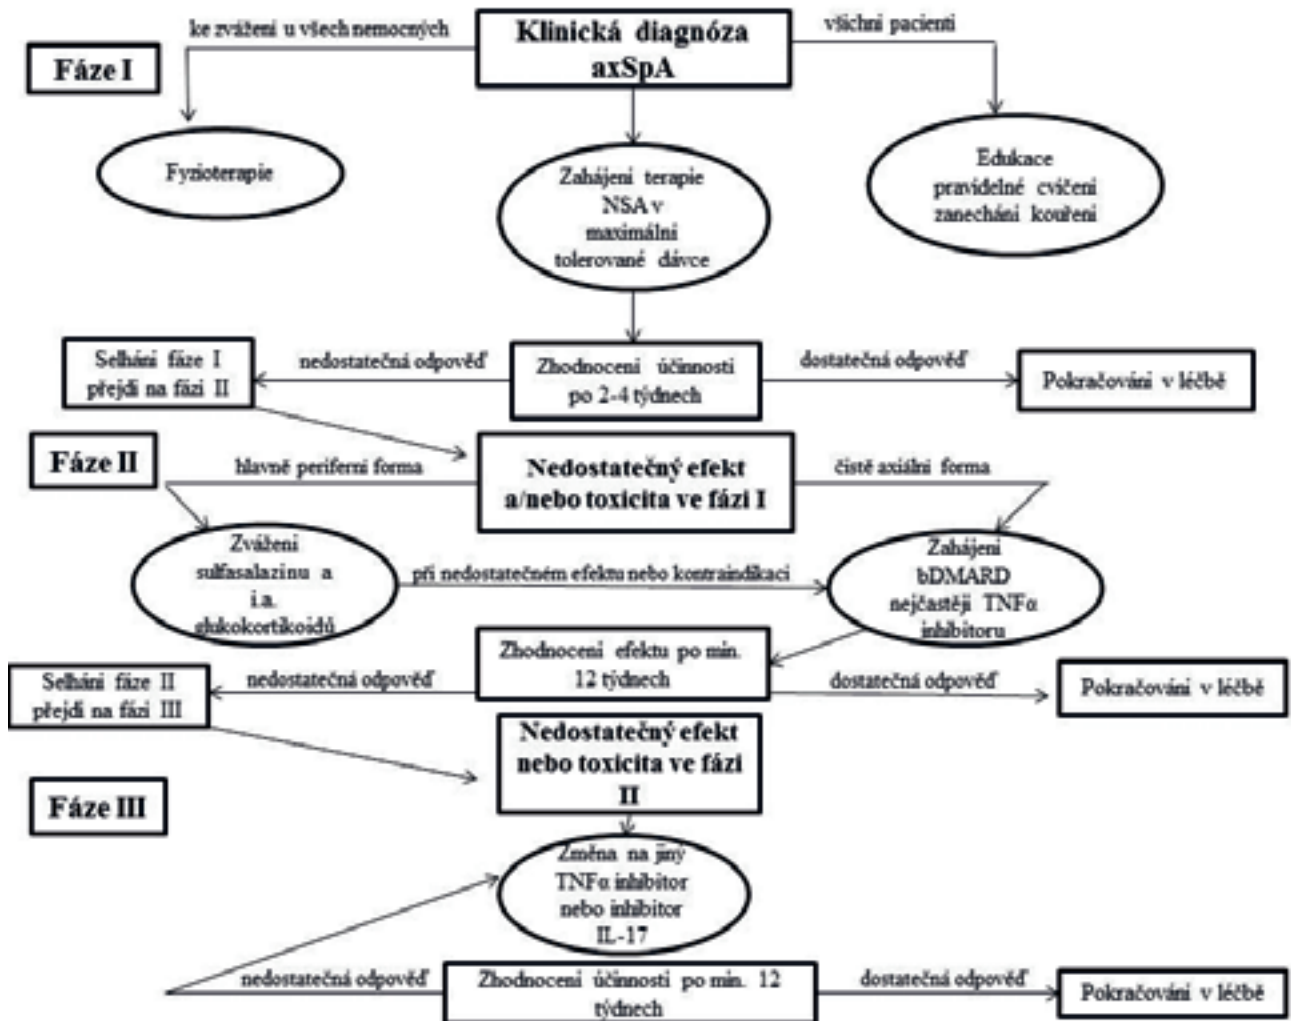 ke zvážení u všech nemocných
Klinická diagnóza
axSpA
všichni pacienti
Fáze I
Fyzioterapie
Zahájení terapie
NSA v
maximální
tolerované dávce
Edukace
pravidelné cvičení
zanechání kouření
Selhání fáze I
přejdi na fázi II
nedostatečná odpověď
Zhodnocení účinnosti
po 2-4 týdnech
dostatečná odpověď
Pokračování v léčbě
Fáze II
hlavně periferní forma
Nedostatečný efekt
a/nebo toxicita ve fázi I
čistě axiální forma
Zvážení
sulfasalazinu a
i.a.
glukokortikoidů
při nedostatečném efektu nebo kontraindikaci
Zahájení
bDMARD
nejčastěji TNFα
inhibitoru
Selhání fáze II
přejdi na fázi III
nedostatečná odpověď
Zhodnocení efektu po min.
12 týdnech
dostatečná odpověď
Pokračování v léčbě
Nedostatečný efekt
nebo toxicita ve fázi
II
Fáze III
Změna na jiný
TNFα inhibitor
nebo inhibitor
IL-17
nedostatečná odpověď
Zhodnocení účinnosti po min. 12
týdnech
dostatečná odpověď
Pokračování v léčbě